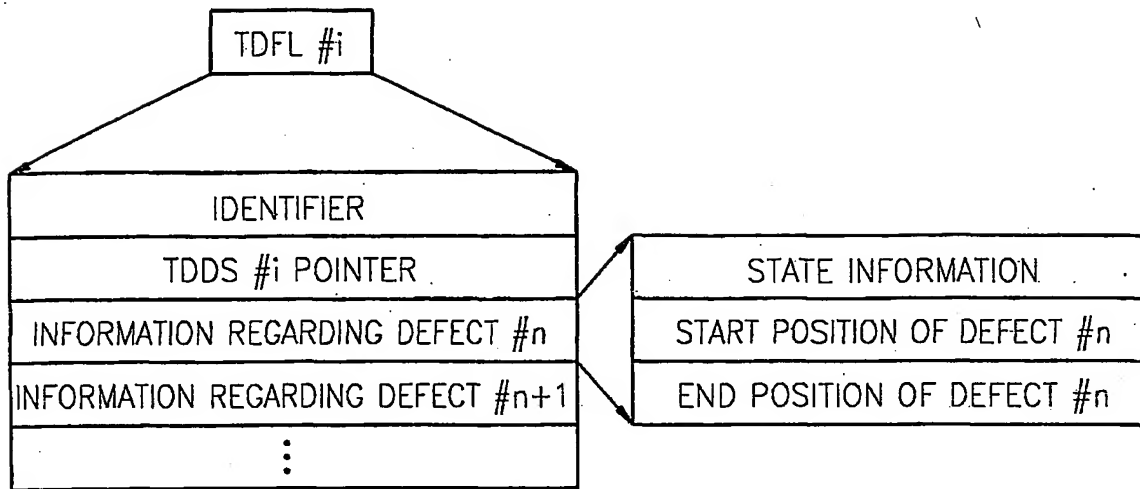 TDFL #i
IDENTIFIER
TDDS #i POINTER
INFORMATION REGARDING DEFECT #n
INFORMATION REGARDING DEFECT #n+1
⋮
STATE INFORMATION
START POSITION OF DEFECT #n
END POSITION OF DEFECT #n